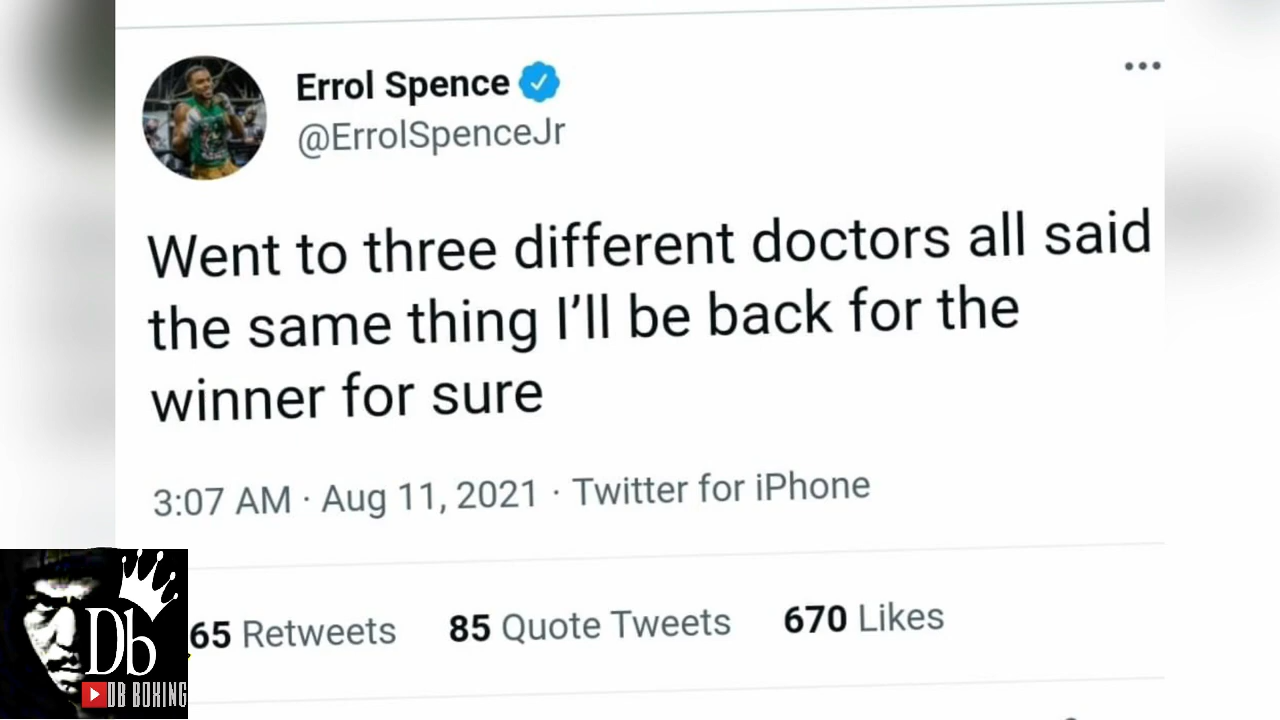 Errol Spence
@ErrolSpenceJr
Went to three different doctors all said
the same thing I’ll be back for the
winner for sure
3:07 AM · Aug 11, 2021 · Twitter for iPhone
65 Retweets 85 Quote Tweets 670 Likes
Db
DB BOXING